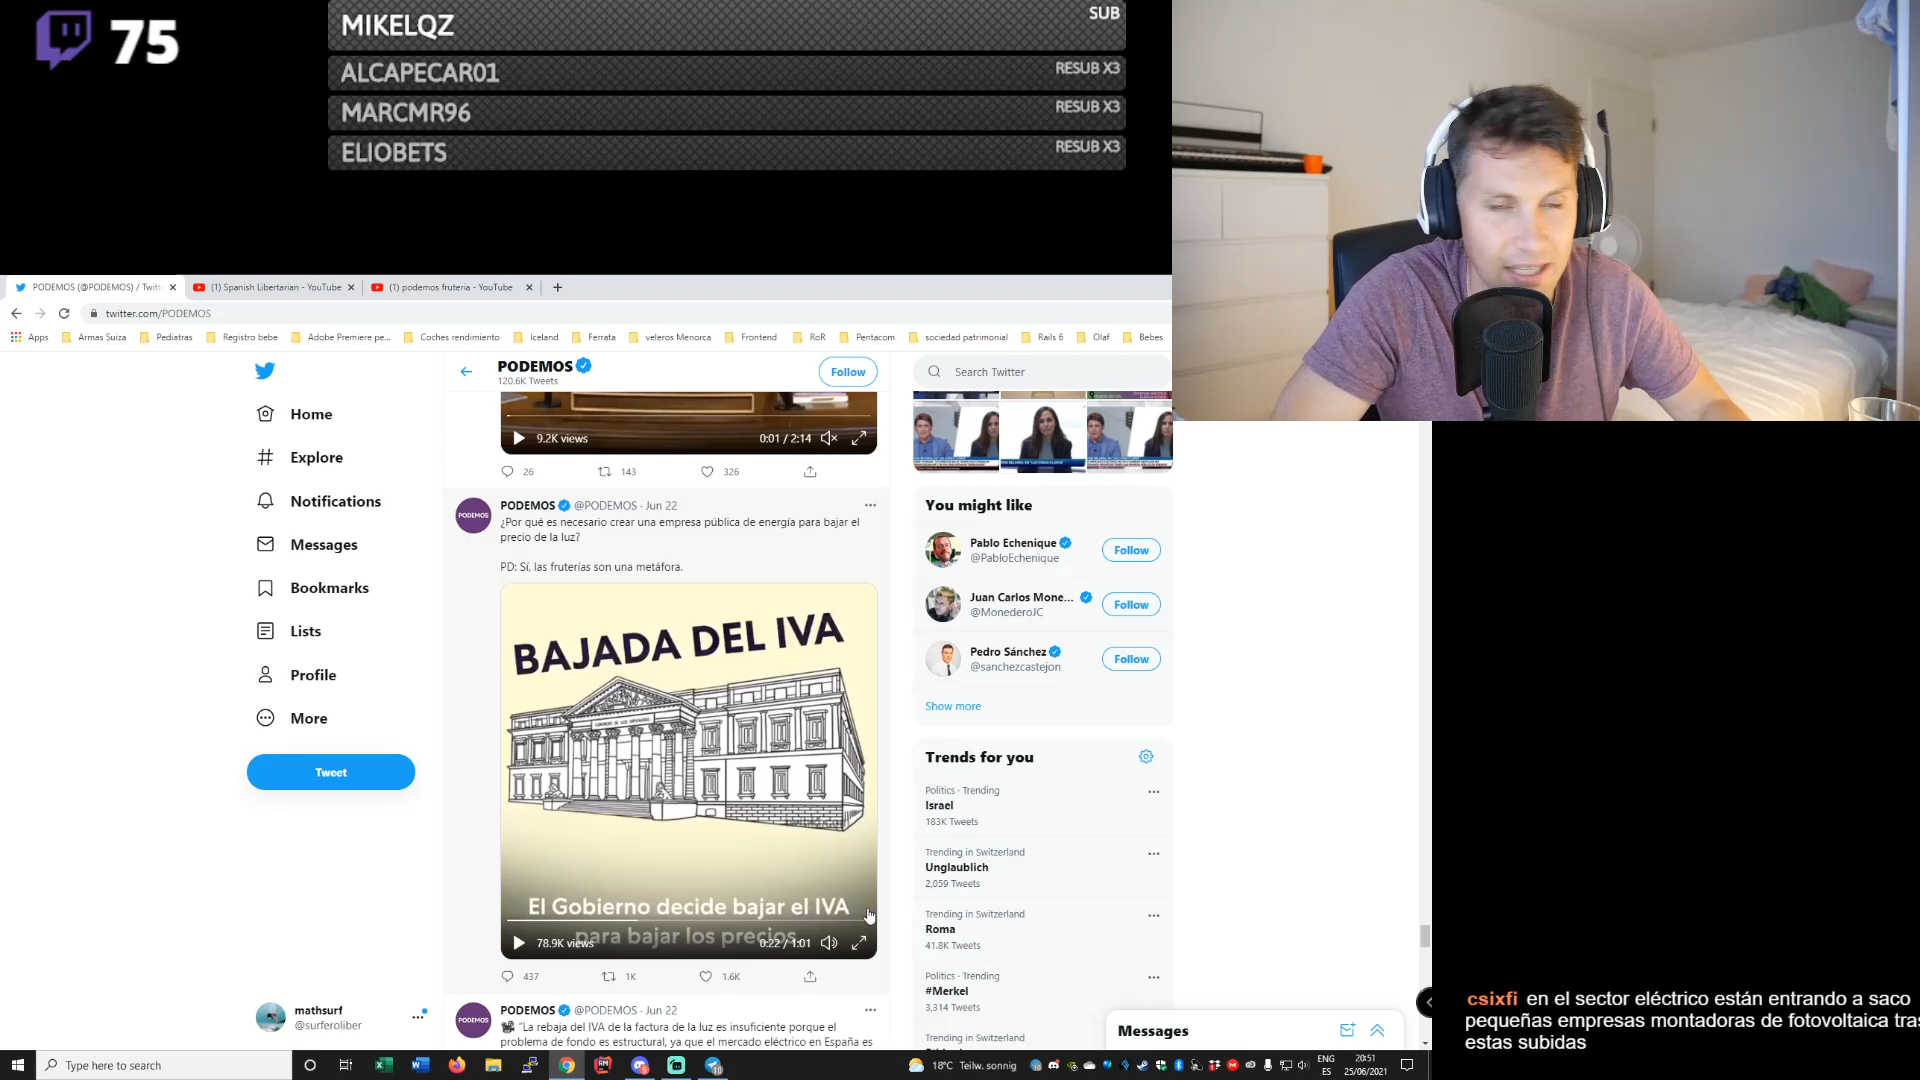 75
MIKELQZ
SUB
ALCAPECAR01
RESUB X3
MARCMR96
RESUB X3
ELIOBETS
RESUB X3
PODEMOS (@PODEMOS) / Twitt
(1) Spanish Libertarian - YouTube
(1) podemos fruteria - YouTube
twitter.com/PODEMOS
Apps
Armas Suiza
Pediatras
Registro bebe
Adobe Premiere pe...
Coches rendimiento
Iceland
Ferrata
veleros Menorca
Frontend
RoR
Pentacom
sociedad patrimonial
Rails 6
Olaf
Bebes
PODEMOS
120.6K Tweets
Follow
Search Twitter
Home
Explore
Notifications
Messages
Bookmarks
Lists
Profile
More
Tweet
mathsurf
@surferoliber
9.2K views
0:01 / 2:14
26
143
326
PODEMOS @PODEMOS · Jun 22
¿Por qué es necesario crear una empresa pública de energía para bajar el
precio de la luz?
PD: Sí, las fruterías son una metáfora.
PODEMOS
BAJADA DEL IVA
CONGRESO DE LOS DIPUTADOS
El Gobierno decide bajar el IVA
para bajar los precios
78.9K views
0:22 / 1:01
437
1K
1.6K
PODEMOS @PODEMOS · Jun 22
PODEMOS
"La rebaja del IVA de la factura de la luz es insuficiente porque el
problema de fondo es estructural, ya que el mercado eléctrico en España es
You might like
Pablo Echenique
@PabloEchenique
Follow
Juan Carlos Mone...
@MonederoJC
Follow
Pedro Sánchez
@sanchezcastejon
Follow
Show more
Trends for you
Politics · Trending
Israel
183K Tweets
Trending in Switzerland
Unglaublich
2,059 Tweets
Trending in Switzerland
Roma
41.8K Tweets
Politics · Trending
#Merkel
3,314 Tweets
Trending in Switzerland
Messages
csixfi en el sector eléctrico están entrando a saco
pequeñas empresas montadoras de fotovoltaica tras
estas subidas
Type here to search
18°C Teilw. sonnig
ENG
ES
20:51
25/06/2021